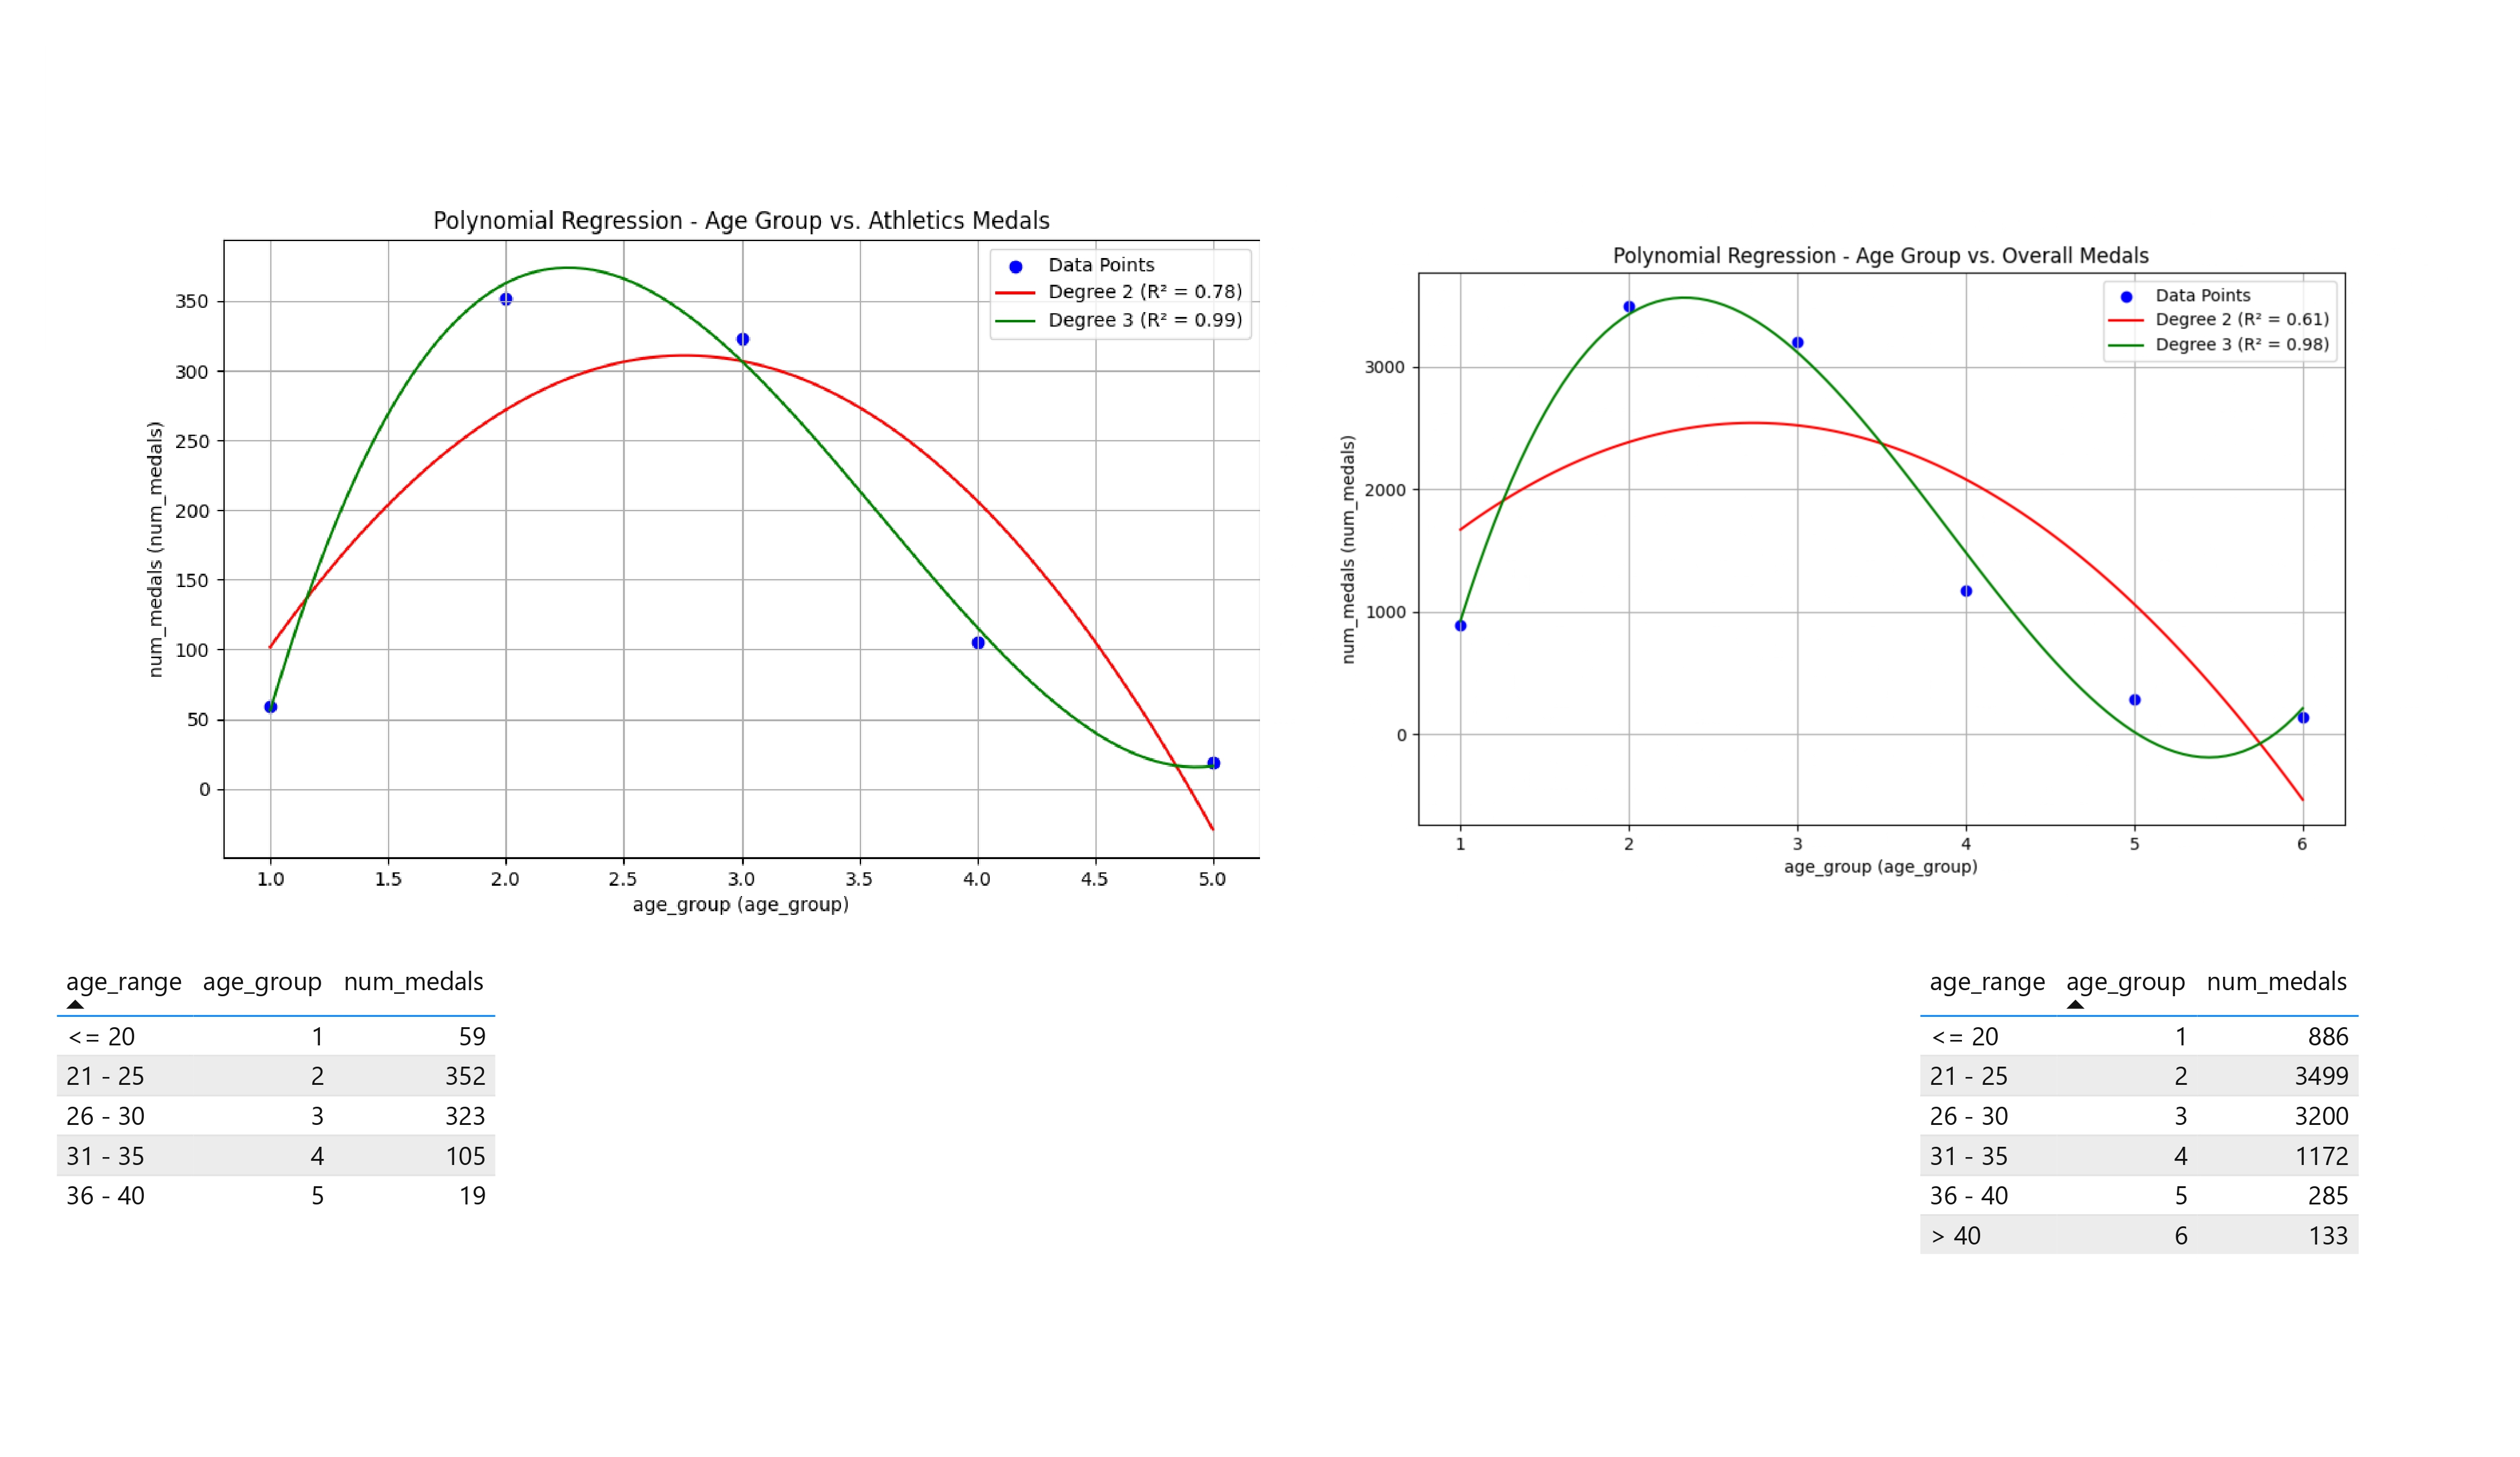 Polynomial Regression - Age Group vs. Athletics Medals
Data Points
Degree 2 (R² = 0.78)
Degree 3 (R² = 0.99)
350
300
250
200
150
100
50
0
num_medals (num_medals)
1.0 1.5 2.0 2.5 3.0 3.5 4.0 4.5 5.0
age_group (age_group)
Polynomial Regression - Age Group vs. Overall Medals
Data Points
Degree 2 (R² = 0.61)
Degree 3 (R² = 0.98)
3000
2000
1000
0
num_medals (num_medals)
1 2 3 4 5 6
age_group (age_group)
age_range age_group num_medals
<= 20 1 59
21 - 25 2 352
26 - 30 3 323
31 - 35 4 105
36 - 40 5 19
age_range age_group num_medals
<= 20 1 886
21 - 25 2 3499
26 - 30 3 3200
31 - 35 4 1172
36 - 40 5 285
> 40 6 133